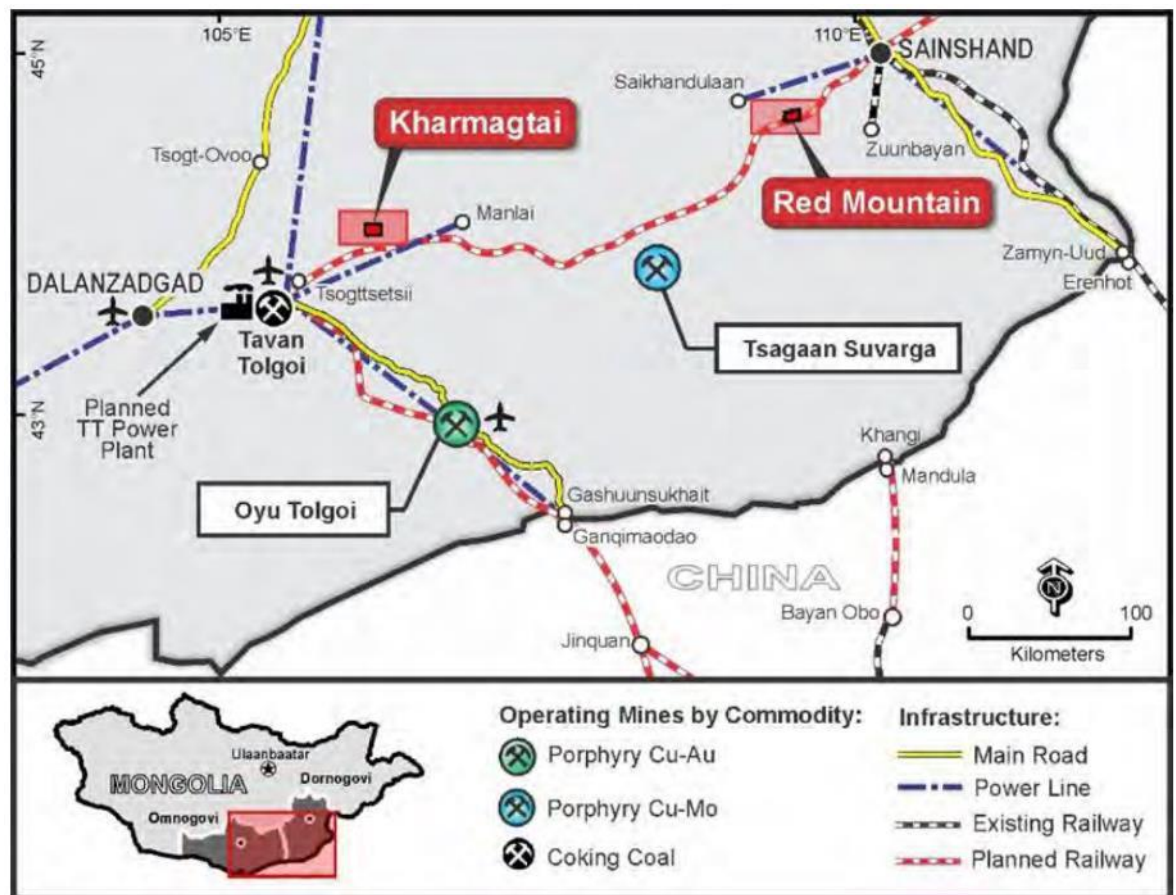 105°E
110°E
45°N
SAINSHAND
Saikhandulaan
Kharmagtai
Tsogt-Ovoo
Zuunbayan
Red Mountain
Manlai
DALANZADGAD
Tsogttsetsii
Zamyn-Uud
Erenhot
Tavan
Tolgoi
Tsagaan Suvarga
43°N
Planned
TT Power
Plant
Khangi
Mandula
Oyu Tolgoi
Gashuunsukhait
Ganqimaodao
CHINA
N
Bayan Obo
0 100
Kilometers
Jinquan
Operating Mines by Commodity:
Porphyry Cu-Au
Porphyry Cu-Mo
Coking Coal
Infrastructure:
Main Road
Power Line
Existing Railway
Planned Railway
Ulaanbaatar
MONGOLIA
Dornogovi
Omnogovi